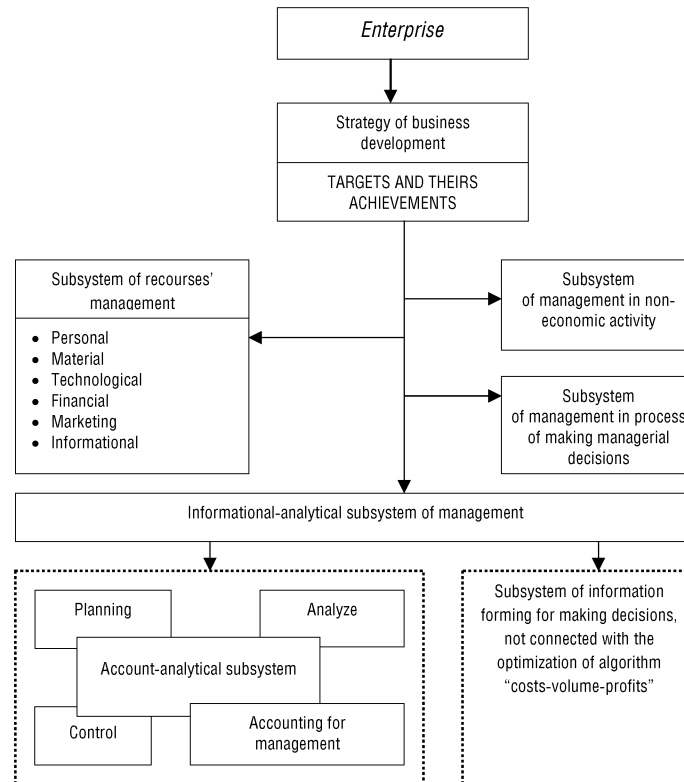 Enterprise
Strategy of business
development
TARGETS AND THEIRS
ACHIEVEMENTS
Subsystem of recourses’
management
• Personal
• Material
• Technological
• Financial
• Marketing
• Informational
Subsystem
of management in non-
economic activity
Subsystem
of management in process
of making managerial
decisions
Informational-analytical subsystem of management
Planning
Analyze
Account-analytical subsystem
Control
Accounting for
management
Subsystem of information
forming for making decisions,
not connected with the
optimization of algorithm
“costs-volume-profits”